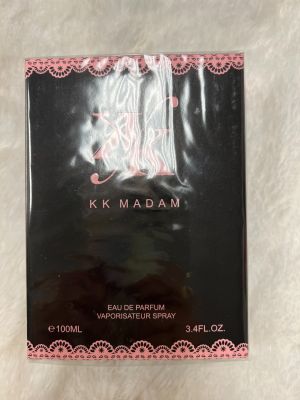 KK MADAM
EAU DE PARFUM
VAPORISATEUR SPRAY
℮100ML
3.4FL.OZ.